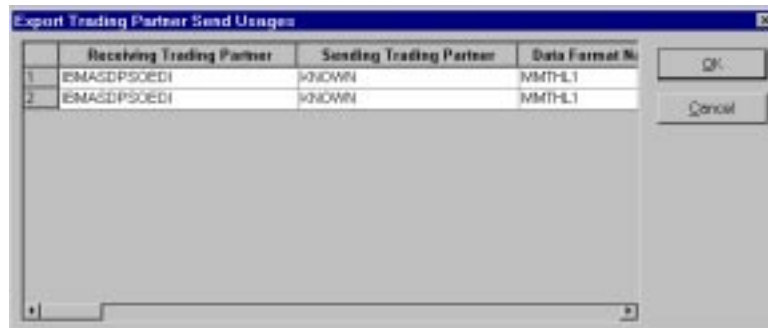 Export Trading Partner Send Usages
Receiving Trading Partner Sending Trading Partner Data Format N
OK
1 IBMASDPSOEDI kNOWN MMTHL1
2 IBMASDPSOEDI kNOWN MMTHL1
Cancel